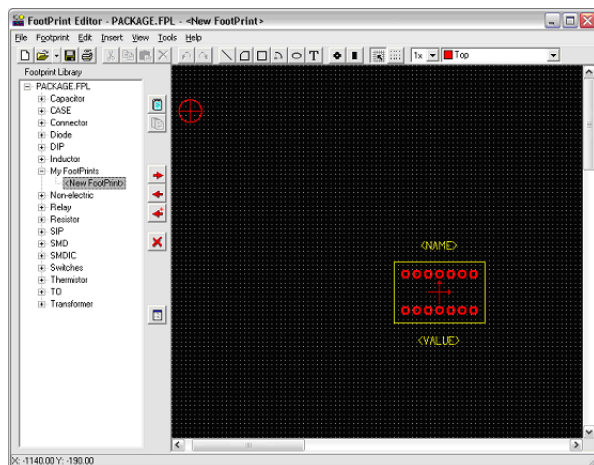 FootPrint Editor - PACKAGE.FPL - <New FootPrint>
File Footprint Edit Insert View Tools Help
T 1x Top
Footprint Library
PACKAGE.FPL
Capacitor
CASE
Connector
Diode
DIP
Inductor
My FootPrints
<New FootPrint>
Non-electric
Relay
Resistor
SIP
SMD
SMDIC
Switches
Thermistor
TO
Transformer
<NAME>
<VALUE>
X: -1140.00 Y: -190.00